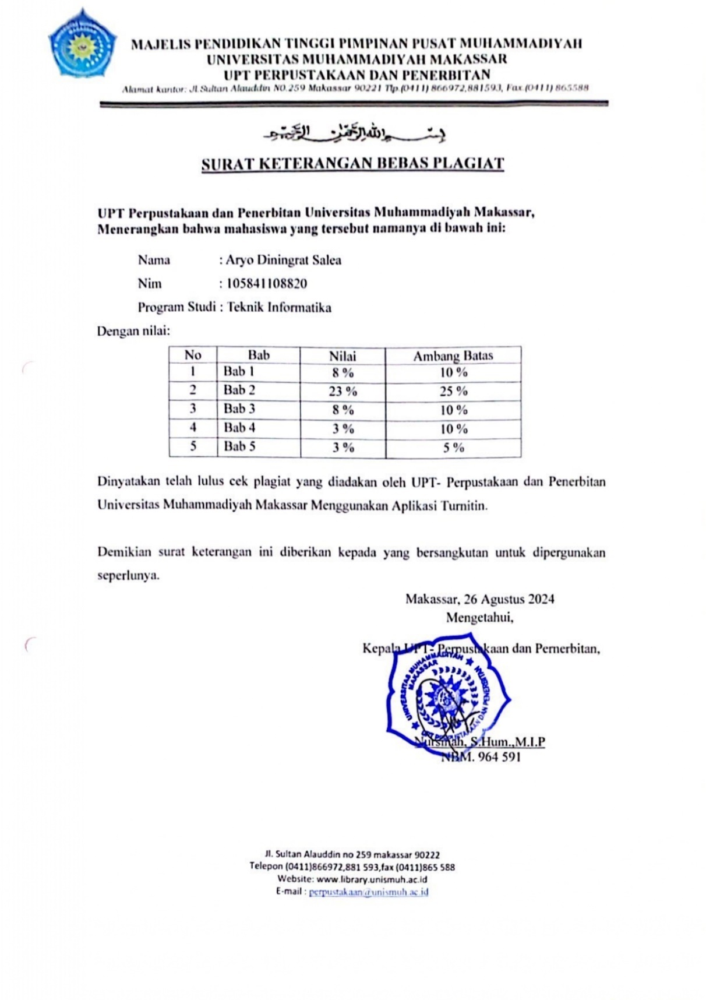 MAJELIS PENDIDIKAN TINGGI PIMPINAN PUSAT MUHAMMADIYAH
UNIVERSITAS MUHAMMADIYAH MAKASSAR
UPT PERPUSTAKAAN DAN PENERBITAN
Alamat kantor: Jl.Sultan Alauddin NO.259 Makassar 90221 Tlp.(0411) 866972,881593, Fax.(0411) 865588
بِسْــــمِ اللهِ الرَّحْمٰنِ الرَّحِيْمِ
SURAT KETERANGAN BEBAS PLAGIAT
UPT Perpustakaan dan Penerbitan Universitas Muhammadiyah Makassar,
Menerangkan bahwa mahasiswa yang tersebut namanya di bawah ini:
Nama : Aryo Diningrat Salea
Nim : 105841108820
Program Studi : Teknik Informatika
Dengan nilai:
No Bab Nilai Ambang Batas
1 Bab 1 8 % 10 %
2 Bab 2 23 % 25 %
3 Bab 3 8 % 10 %
4 Bab 4 3 % 10 %
5 Bab 5 3 % 5 %
Dinyatakan telah lulus cek plagiat yang diadakan oleh UPT- Perpustakaan dan Penerbitan
Universitas Muhammadiyah Makassar Menggunakan Aplikasi Turnitin.
Demikian surat keterangan ini diberikan kepada yang bersangkutan untuk dipergunakan
seperlunya.
Makassar, 26 Agustus 2024
Mengetahui,
Kepala UPT- Perpustakaan dan Pernerbitan,
UNIVERSITAS MUHAMMADIYAH
MAKASSAR
UPT PERPUSTAKAAN DAN PENERBITAN
Nursinah, S.Hum.,M.I.P
NBM. 964 591
Jl. Sultan Alauddin no 259 makassar 90222
Telepon (0411)866972,881 593,fax (0411)865 588
Website: www.library.unismuh.ac.id
E-mail : perpustakaan@unismuh.ac.id